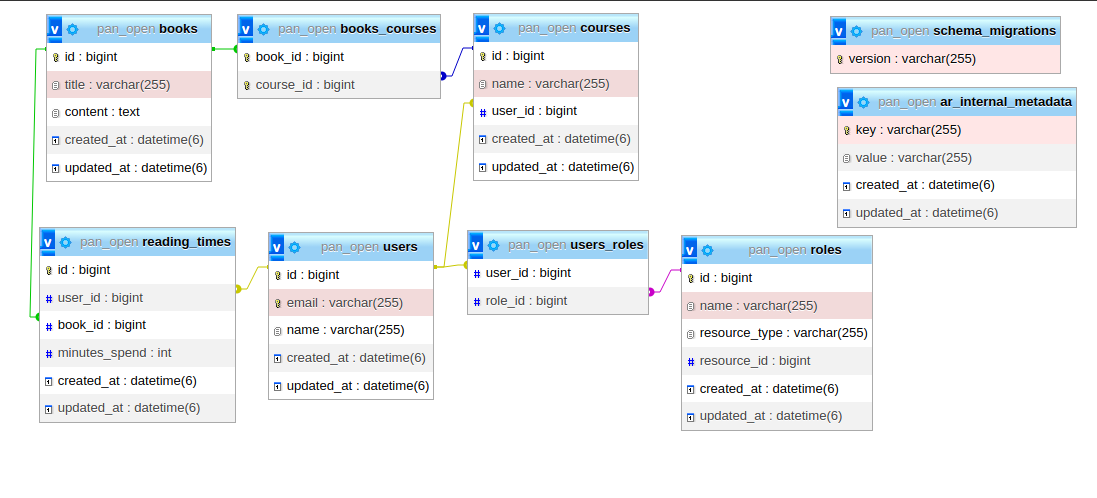 v pan_open books
id : bigint
title : varchar(255)
content : text
created_at : datetime(6)
updated_at : datetime(6)
v pan_open books_courses
book_id : bigint
course_id : bigint
v pan_open courses
id : bigint
name : varchar(255)
# user_id : bigint
created_at : datetime(6)
updated_at : datetime(6)
v pan_open schema_migrations
version : varchar(255)
v pan_open ar_internal_metadata
key : varchar(255)
value : varchar(255)
created_at : datetime(6)
updated_at : datetime(6)
v pan_open reading_times
id : bigint
# user_id : bigint
# book_id : bigint
# minutes_spend : int
created_at : datetime(6)
updated_at : datetime(6)
v pan_open users
id : bigint
email : varchar(255)
name : varchar(255)
created_at : datetime(6)
updated_at : datetime(6)
v pan_open users_roles
# user_id : bigint
# role_id : bigint
v pan_open roles
id : bigint
name : varchar(255)
resource_type : varchar(255)
# resource_id : bigint
created_at : datetime(6)
updated_at : datetime(6)